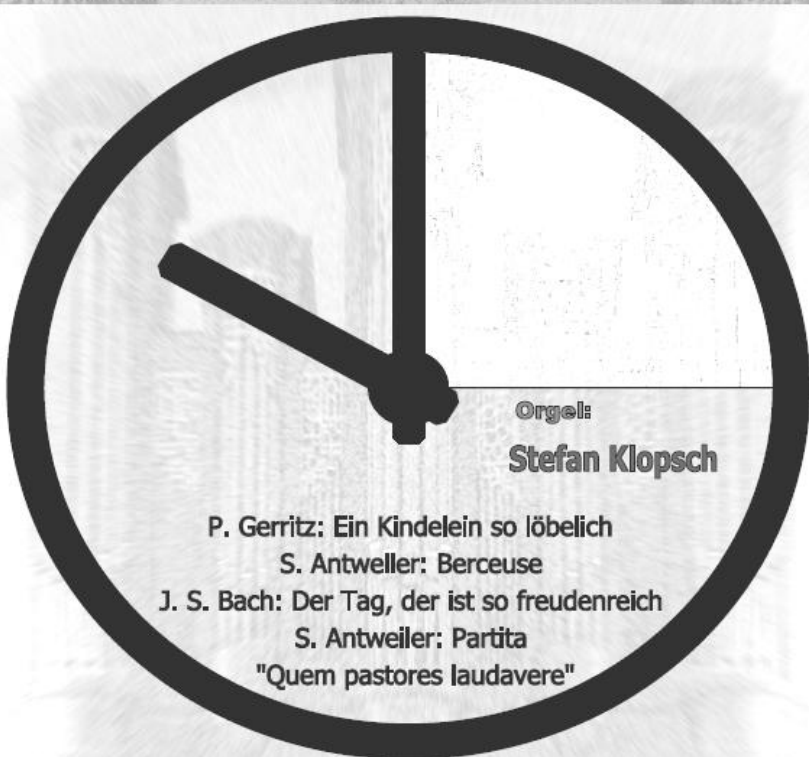 Orgel:
Stefan Klopsch
P. Gerritz: Ein Kindelein so löbelich
S. Antweiler: Berceuse
J. S. Bach: Der Tag, der ist so freudenreich
S. Antweiler: Partita
"Quem pastores laudavere"